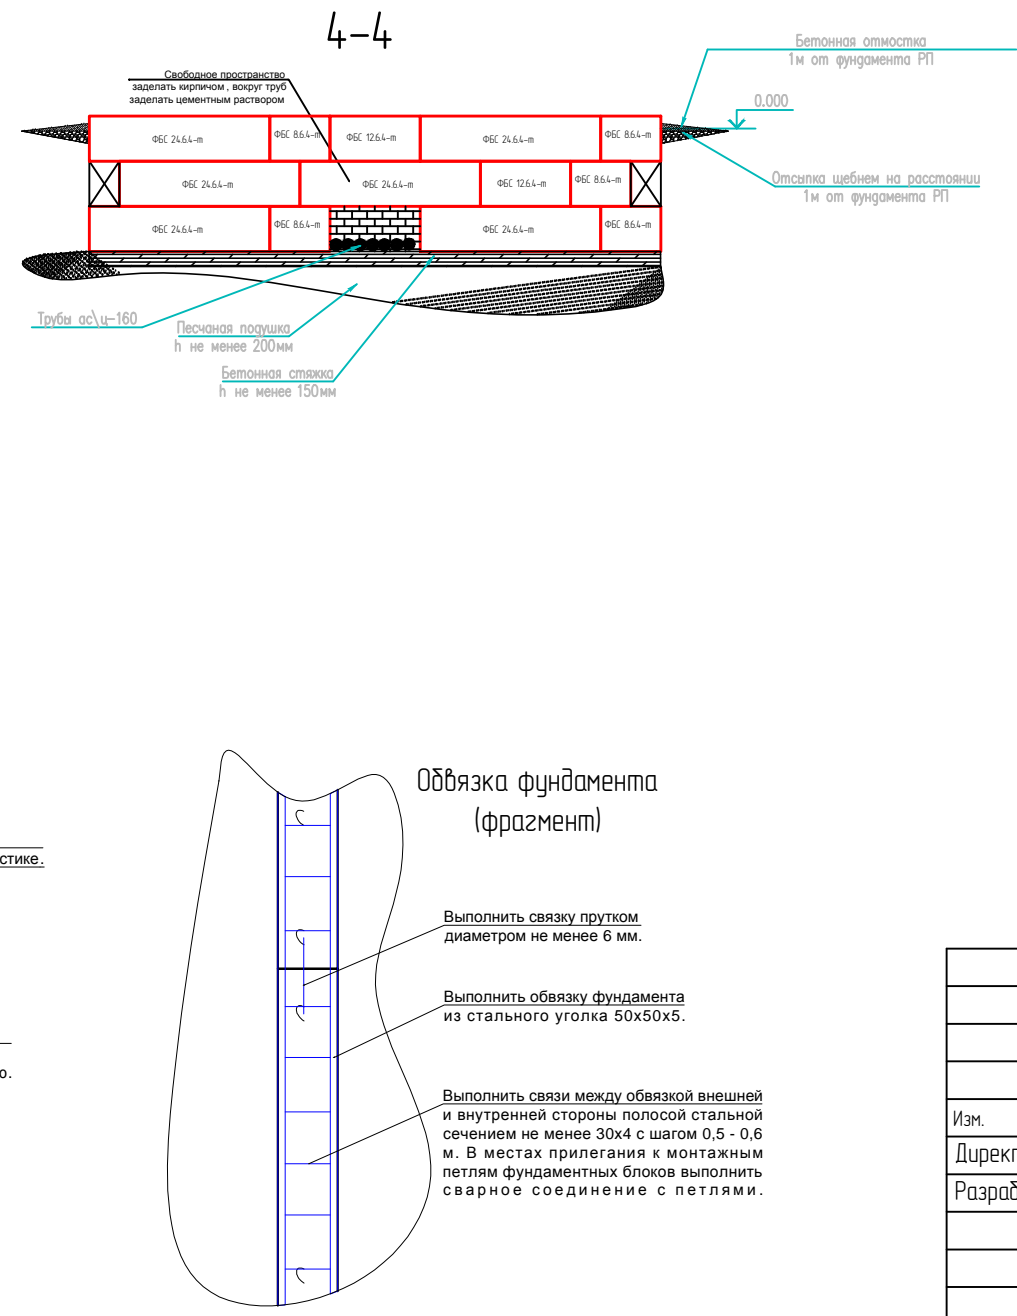 4-4
Бетонная отмостка
1м от фундамента РП
Свободное пространство
заделать кирпичом, вокруг труб
заделать цементным раствором
0.000
ФБС 24.6.4-т
ФБС 8.6.4-т
ФБС 12.6.4-т
ФБС 24.6.4-т
ФБС 8.6.4-т
ФБС 24.6.4-т
ФБС 24.6.4-т
ФБС 12.6.4-т
ФБС 8.6.4-т
Отсыпка щебнем на расстоянии
1м от фундамента РП
ФБС 24.6.4-т
ФБС 8.6.4-т
ФБС 24.6.4-т
ФБС 8.6.4-т
Трубы ас\ц-160
Песчаная подушка
h не менее 200мм
Бетонная стяжка
h не менее 150мм
Обвязка фундамента
(фрагмент)
стике.
Выполнить связку прутком
диаметром не менее 6 мм.
Выполнить обвязку фундамента
из стального уголка 50х50х5.
о.
Выполнить связи между обвязкой внешней
и внутренней стороны полосой стальной
сечением не менее 30х4 с шагом 0,5 - 0,6
м. В местах прилегания к монтажным
петлям фундаментных блоков выполнить
сварное соединение с петлями.
Изм.
Директ
Разраб